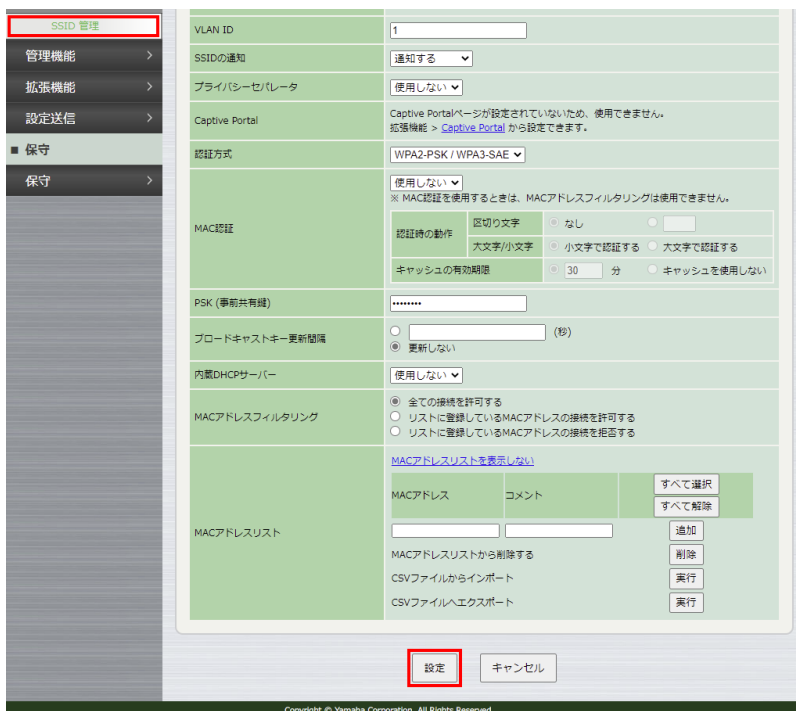 SSID 管理
管理機能
拡張機能
設定送信
■ 保守
保守
VLAN ID
1
SSIDの通知
通知する
プライバシーセパレータ
使用しない
Captive Portal
Captive Portalページが設定されていないため、使用できません。
拡張機能 > Captive Portal から設定できます。
認証方式
WPA2-PSK / WPA3-SAE
MAC認証
使用しない
※ MAC認証を使用するときは、MACアドレスフィルタリングは使用できません。
認証時の動作
区切り文字
なし
大文字/小文字
小文字で認証する
大文字で認証する
キャッシュの有効期限
30 分
キャッシュを使用しない
PSK (事前共有鍵)
••••••••
ブロードキャストキー更新間隔
(秒)
更新しない
内蔵DHCPサーバー
使用しない
MACアドレスフィルタリング
全ての接続を許可する
リストに登録しているMACアドレスの接続を許可する
リストに登録しているMACアドレスの接続を拒否する
MACアドレスリスト
MACアドレスリストを表示しない
MACアドレス
コメント
すべて選択
すべて解除
追加
MACアドレスリストから削除する
削除
CSVファイルからインポート
実行
CSVファイルへエクスポート
実行
設定
キャンセル
Copyright © Yamaha Corporation. All Rights Reserved.